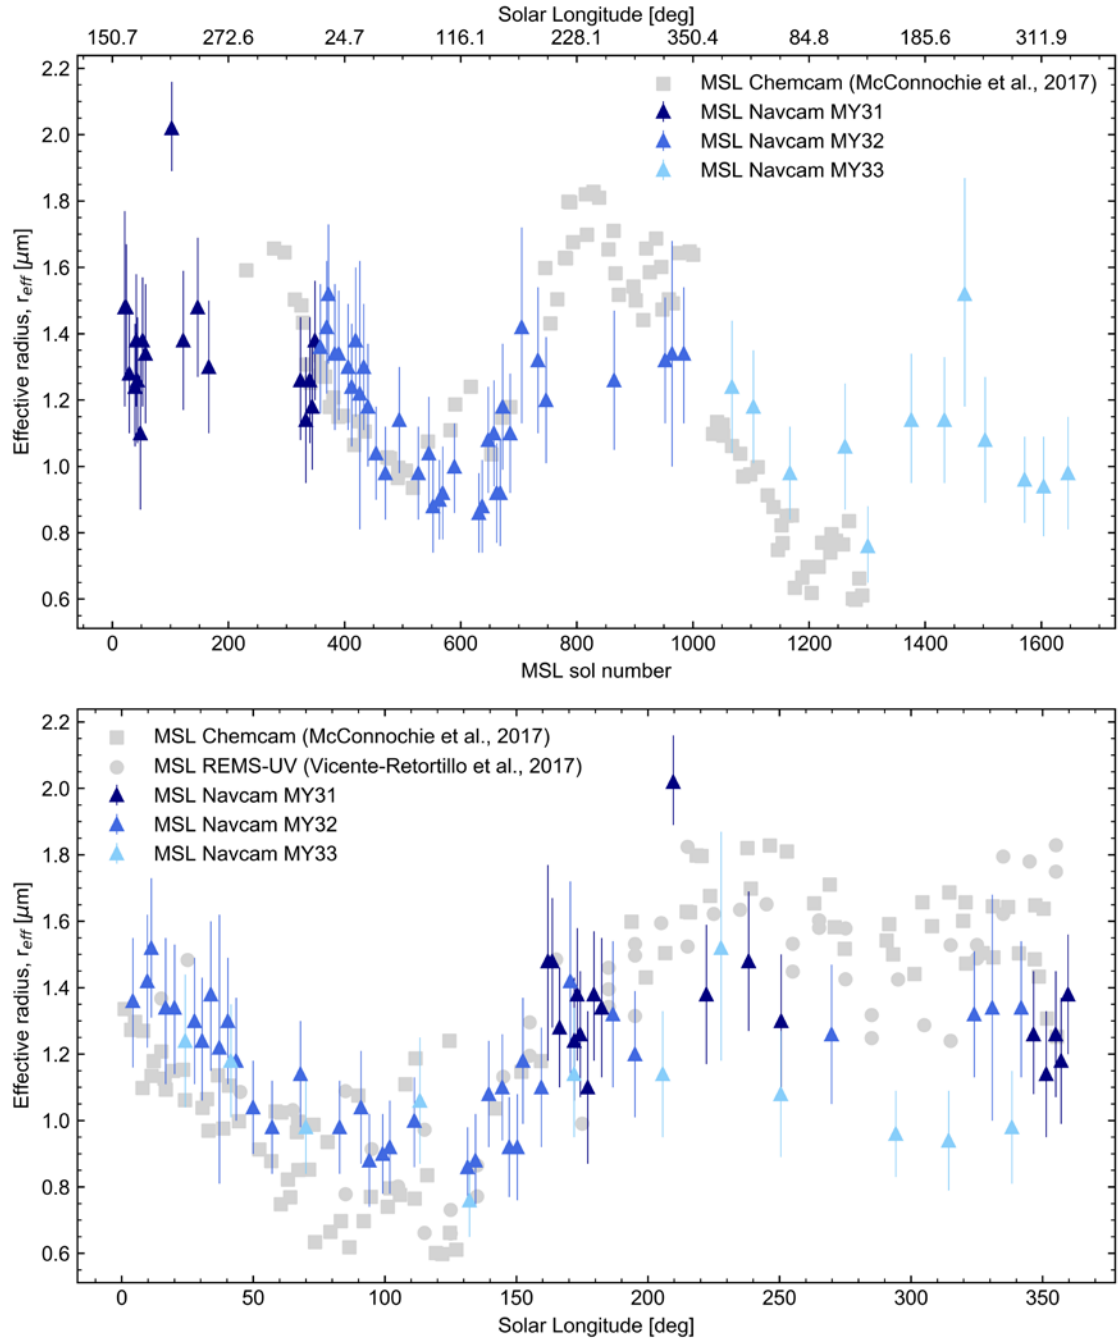 Solar Longitude [deg]
150.7 272.6 24.7 116.1 228.1 350.4 84.8 185.6 311.9
MSL Chemcam (McConnochie et al., 2017)
MSL Navcam MY31
MSL Navcam MY32
MSL Navcam MY33
2.2
2.0
1.8
1.6
1.4
1.2
1.0
0.8
0.6
Effective radius, r_eff [μm]
0 200 400 600 800 1000 1200 1400 1600
MSL sol number
MSL Chemcam (McConnochie et al., 2017)
MSL REMS-UV (Vicente-Retortillo et al., 2017)
MSL Navcam MY31
MSL Navcam MY32
MSL Navcam MY33
2.2
2.0
1.8
1.6
1.4
1.2
1.0
0.8
0.6
Effective radius, r_eff [μm]
0 50 100 150 200 250 300 350
Solar Longitude [deg]